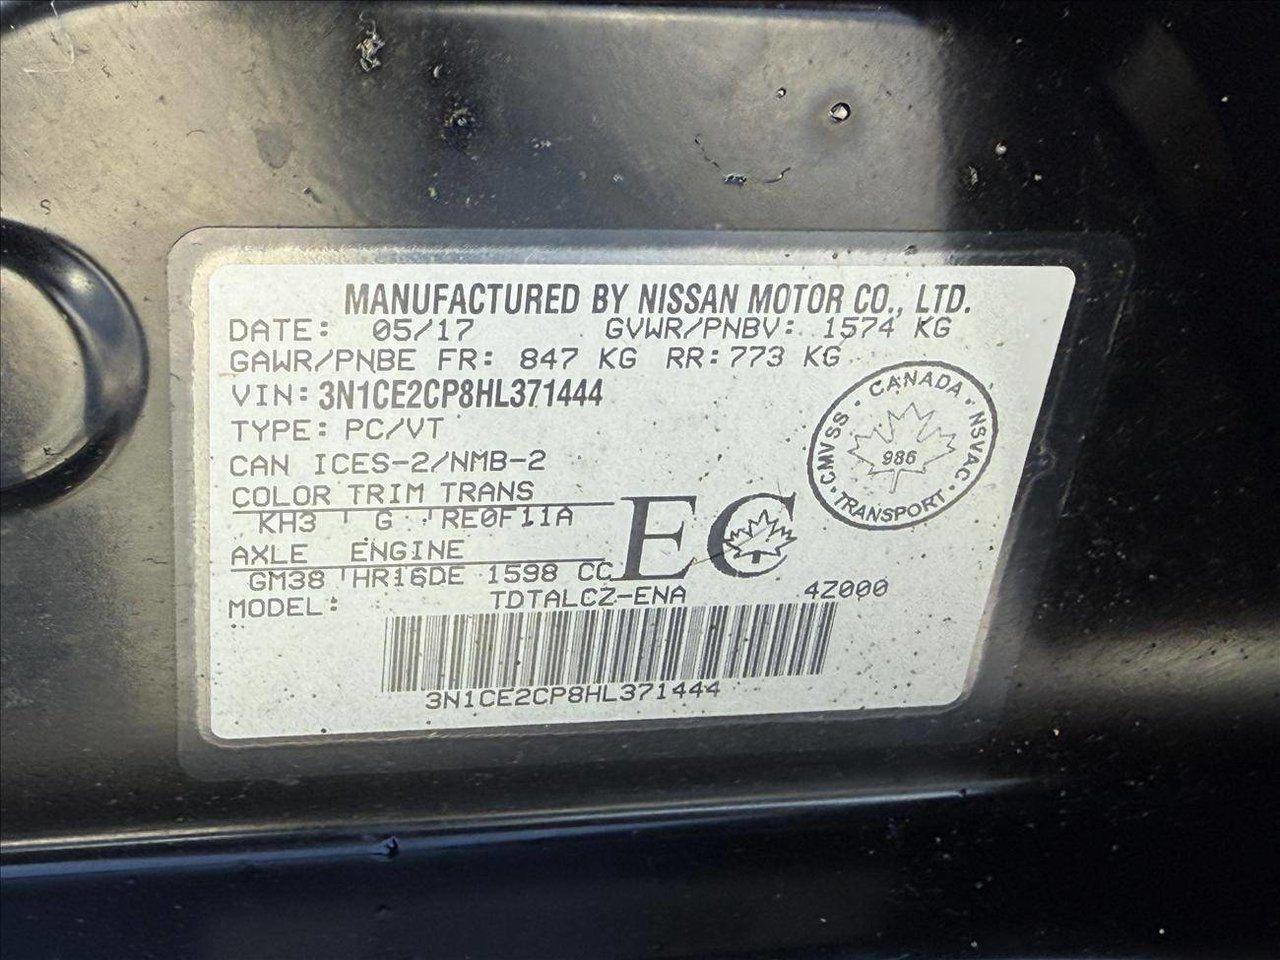 MANUFACTURED BY NISSAN MOTOR CO., LTD.
DATE: 05/17 GVWR/PNBV: 1574 KG
GAWR/PNBE FR: 847 KG RR: 773 KG
VIN: 3N1CE2CP8HL371444
TYPE: PC/VT
CAN ICES-2/NMB-2
COLOR TRIM TRANS
KH3 G RE0F11A
AXLE ENGINE
GM38 HR16DE 1598 CC
EC
MODEL: TDTALCZ-ENA 4Z000
3N1CE2CP8HL371444
CANADA · NSVAC · TRANSPORT · CMVSS ·
986